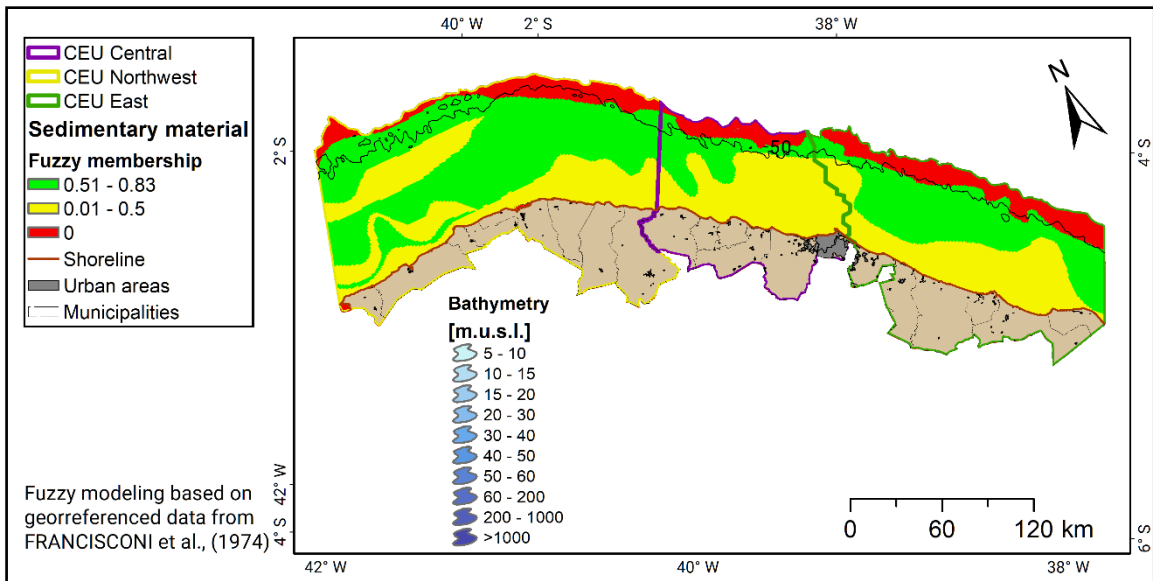 40° W 2° S 38° W
CEU Central
CEU Northwest
CEU East
Sedimentary material
Fuzzy membership
0.51 - 0.83
0.01 - 0.5
0
Shoreline
Urban areas
Municipalities
N
2° S
4° S
50
Bathymetry
[m.u.s.l.]
5 - 10
10 - 15
15 - 20
20 - 30
30 - 40
40 - 50
50 - 60
60 - 200
200 - 1000
>1000
Fuzzy modeling based on
georreferenced data from
FRANCISCONI et al., (1974)
0 60 120 km
42° W
4° S
6° S
42° W 40° W 38° W